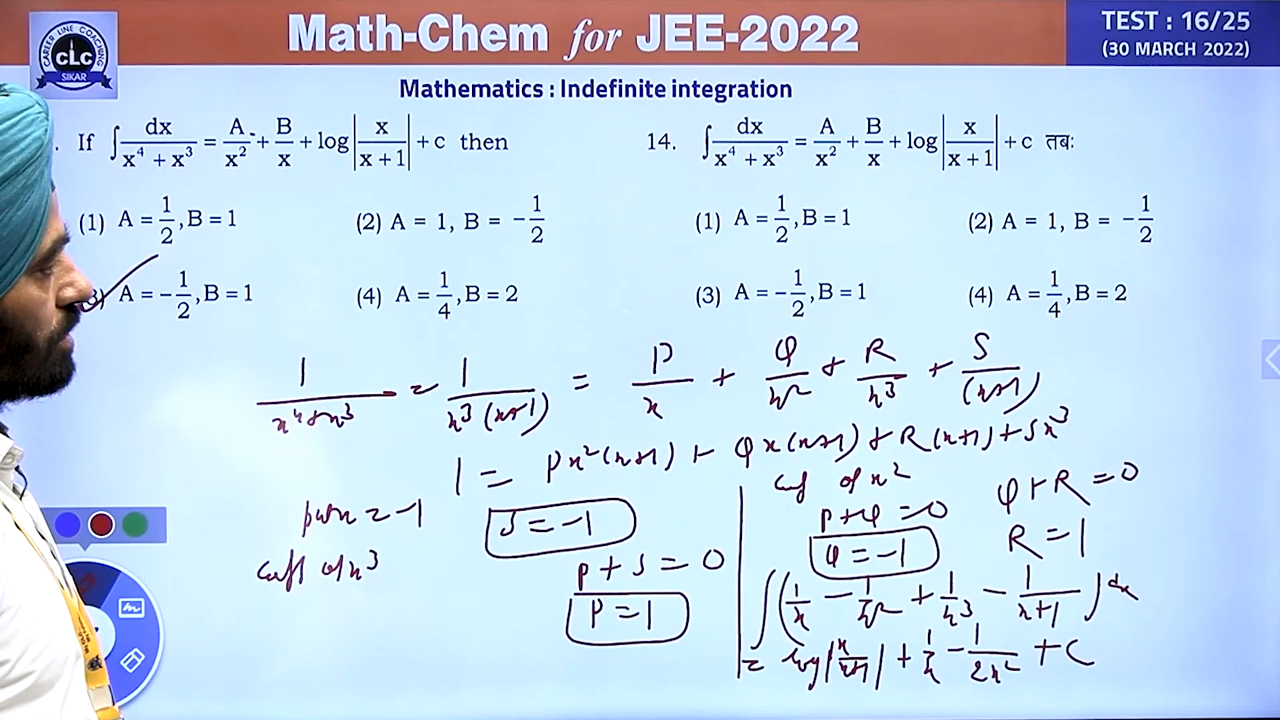 CAREER LINE COACHING
CLC
SIKAR
Math-Chem for JEE-2022
TEST : 16/25
(30 MARCH 2022)
Mathematics : Indefinite integration
. If ∫ dx/(x⁴ + x³) = A/x² + B/x + log|x/(x + 1)| + c then
(1) A = 1/2, B = 1
(2) A = 1, B = −1/2
(3) A = −1/2, B = 1
(4) A = 1/4, B = 2
14. ∫ dx/(x⁴ + x³) = A/x² + B/x + log|x/(x + 1)| + c तबः
(1) A = 1/2, B = 1
(2) A = 1, B = −1/2
(3) A = −1/2, B = 1
(4) A = 1/4, B = 2
1/(x⁴+x³) = 1/(x³(x+1)) = P/x + Q/x² + R/x³ + S/(x+1)
1 = Px²(x+1) + Qx(x+1) + R(x+1) + Sx³
put x = −1
S = −1
coff of x³
P + S = 0
P = 1
cof of x²
P + Q = 0
Q = −1
Q + R = 0
R = 1
∫(1/x − 1/x² + 1/x³ − 1/(x+1)) dx
= log|x/(x+1)| + 1/x − 1/2x² + C